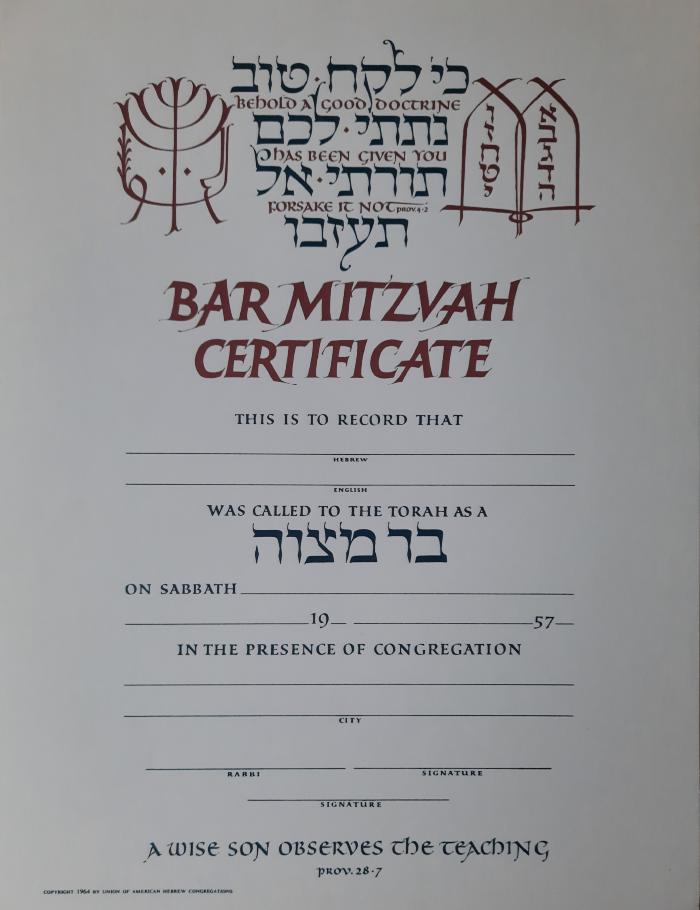 כי לקח טוב
BEHOLD A GOOD DOCTRINE
נתתי לכם
HAS BEEN GIVEN YOU
תורתי אל
FORSAKE IT NOT PROV. 4·2
תעזבו
BAR MITZVAH
CERTIFICATE
THIS IS TO RECORD THAT
HEBREW
ENGLISH
WAS CALLED TO THE TORAH AS A
בר מצוה
ON SABBATH
19 57
IN THE PRESENCE OF CONGREGATION
CITY
RABBI SIGNATURE
SIGNATURE
A WISE SON OBSERVES THE TEACHING
PROV. 28·7
COPYRIGHT 1964 BY UNION OF AMERICAN HEBREW CONGREGATIONS